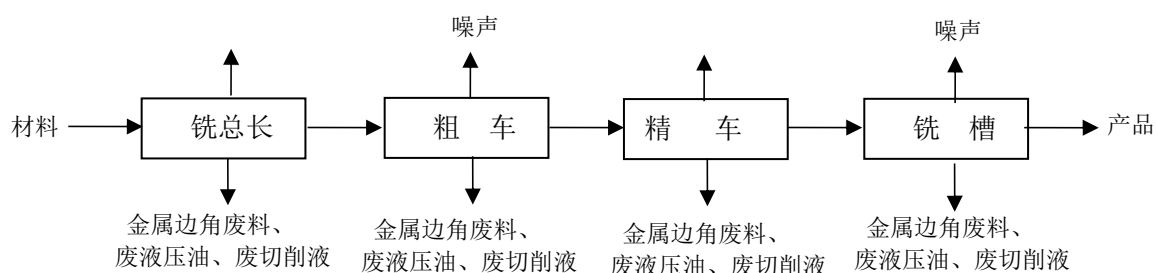 噪声
噪声
材料
铣总长
粗 车
精 车
铣 槽
产品
金属边角废料、
废液压油、废切削液
金属边角废料、
废液压油、废切削液
金属边角废料、
废液压油、废切削液
金属边角废料、
废液压油、废切削液